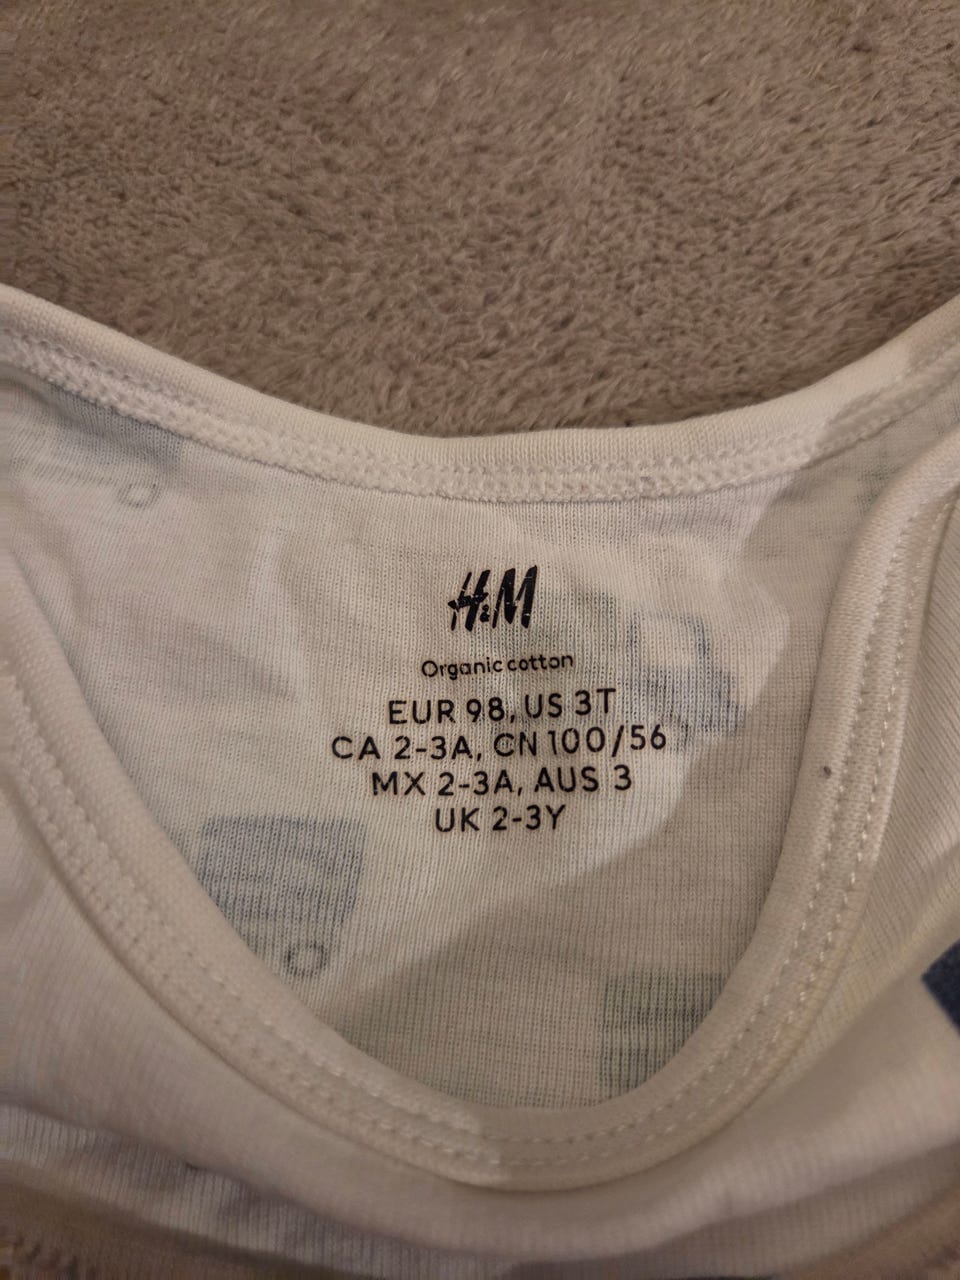 H&M
Organic cotton
EUR 98, US 3T
CA 2-3A, CN 100/56
MX 2-3A, AUS 3
UK 2-3Y